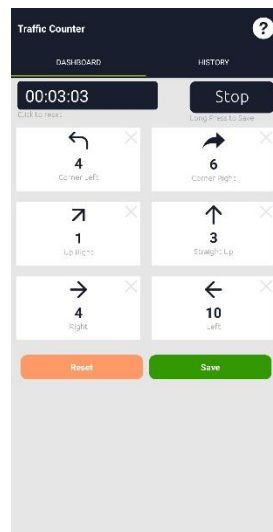 Traffic Counter
?
DASHBOARD HISTORY
00:03:03 Stop
Click to reset Long Press to Save
4 6
Corner Left Corner Right
1 3
Up Right Straight Up
4 10
Right Left
Reset Save